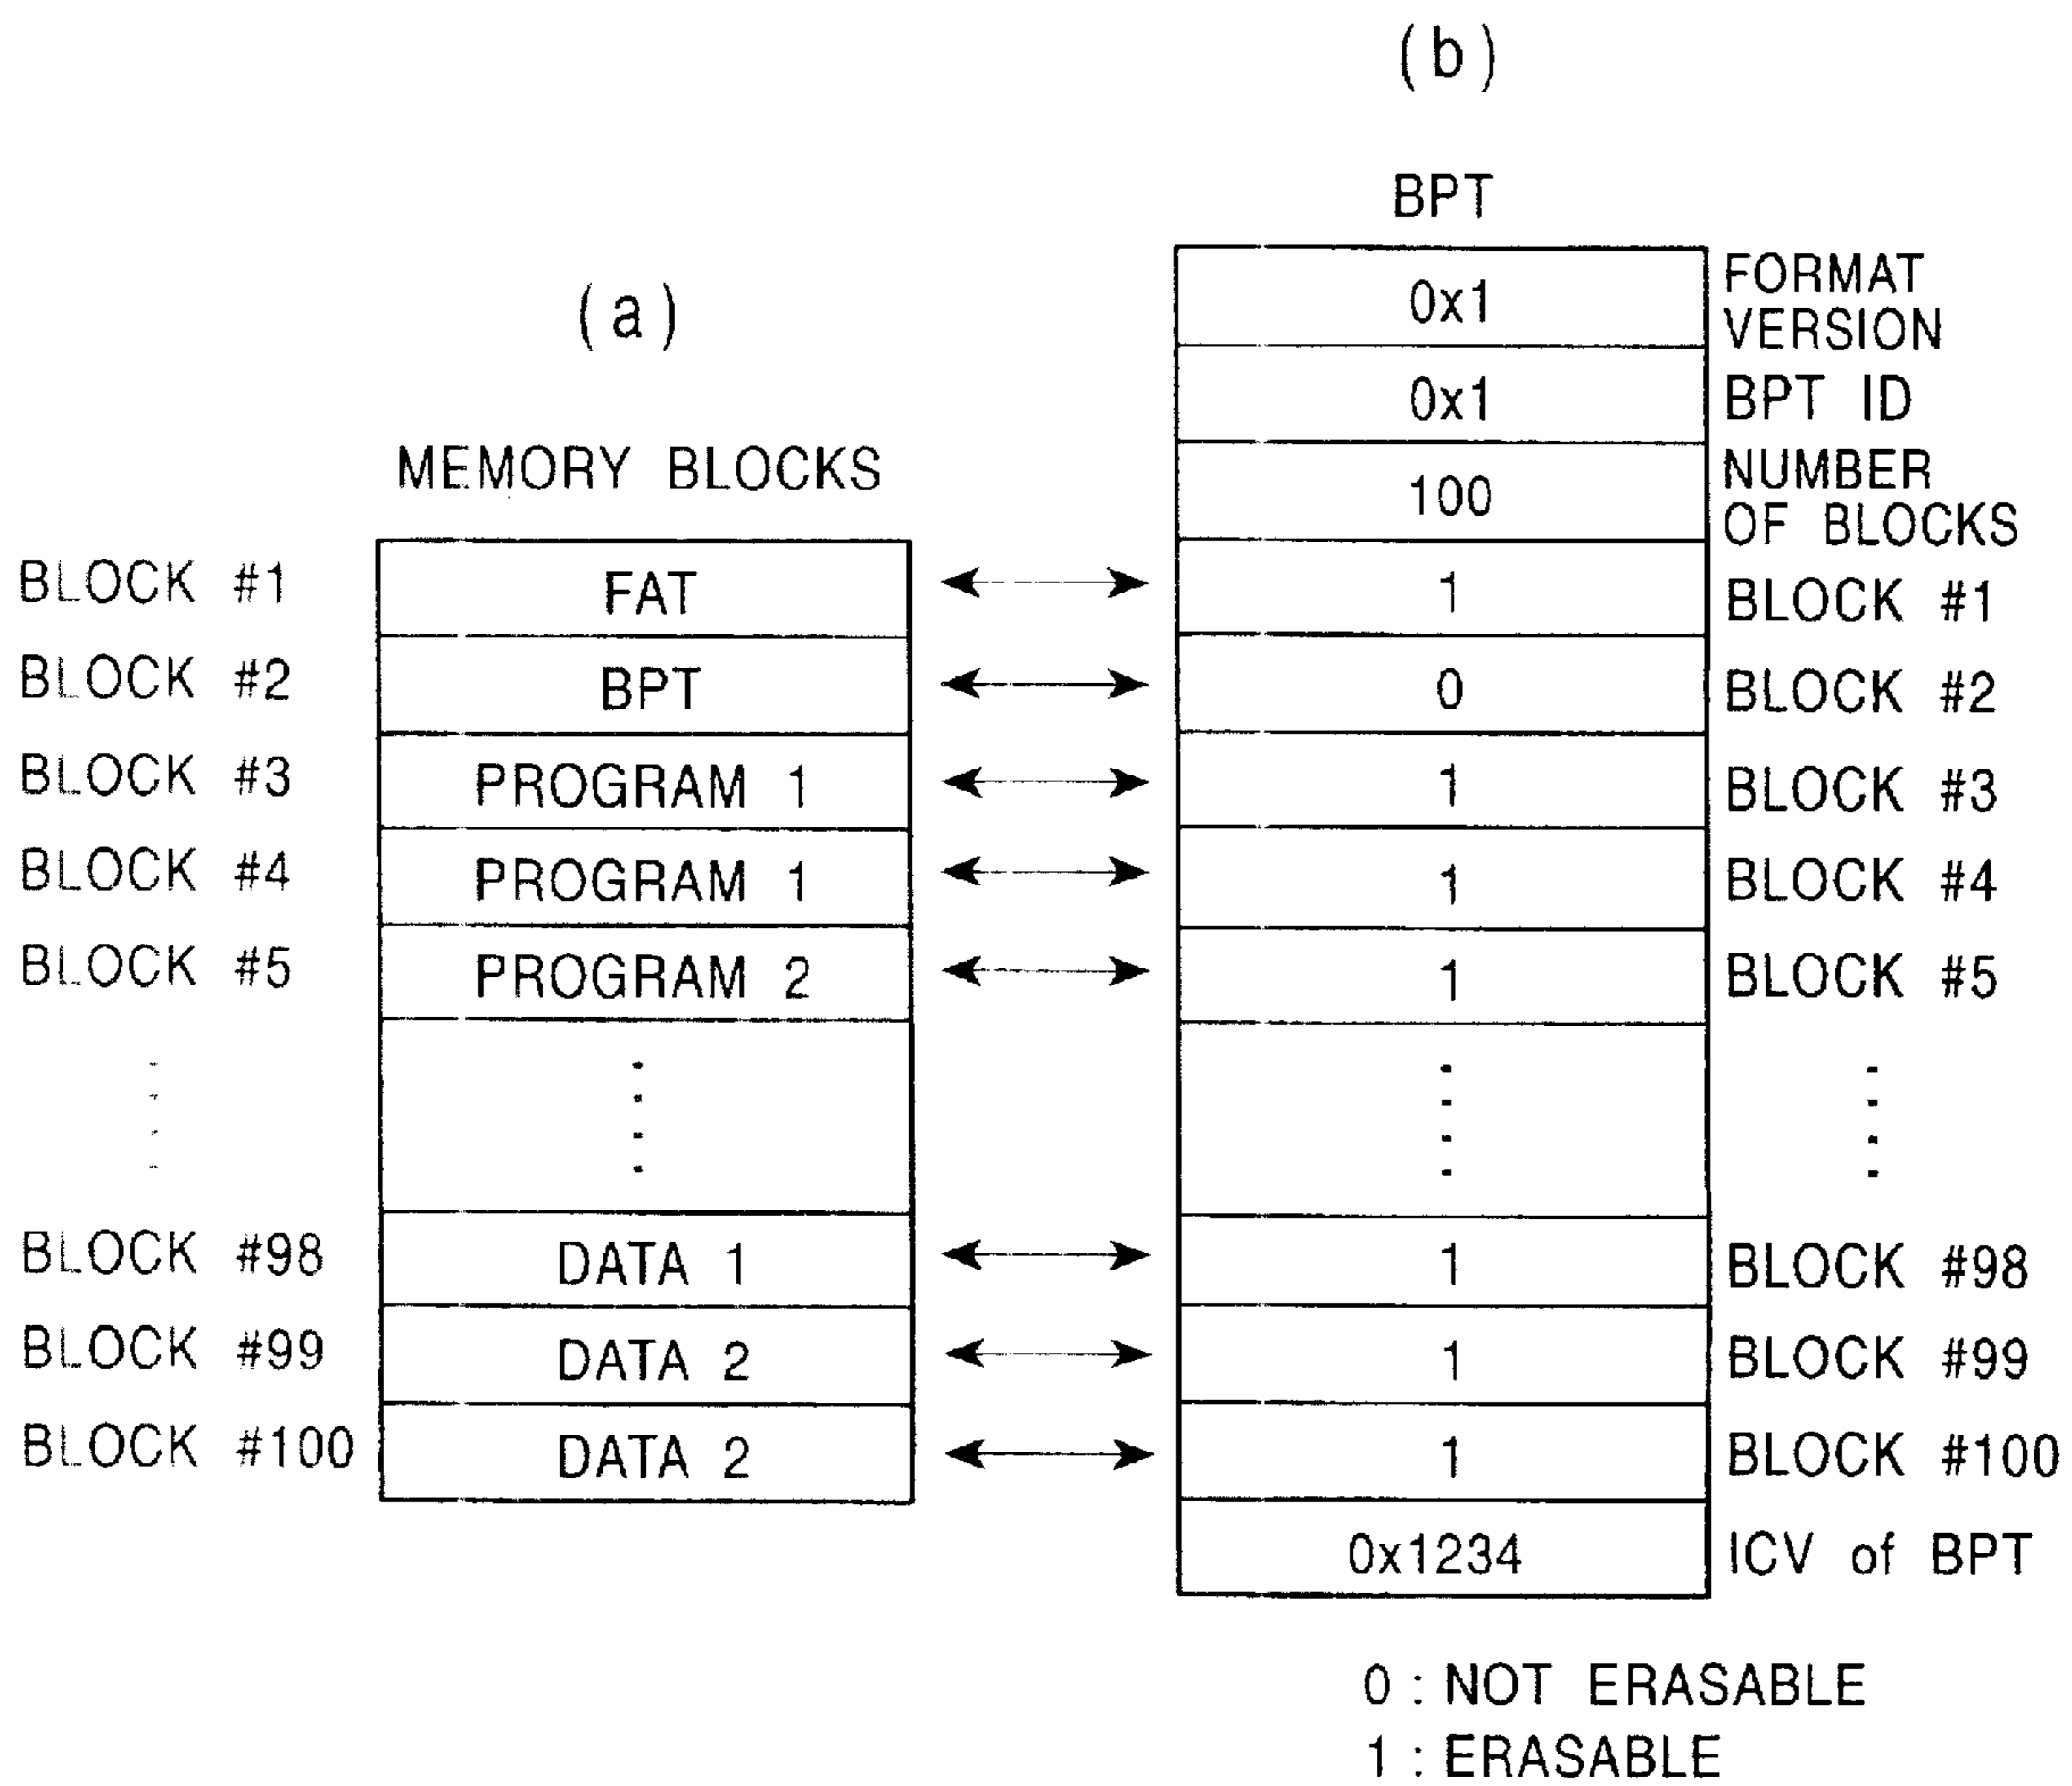 (b)
BPT
0x1
FORMAT
VERSION
0x1
BPT ID
100
NUMBER
OF BLOCKS
1
BLOCK #1
0
BLOCK #2
1
BLOCK #3
1
BLOCK #4
1
BLOCK #5
1
BLOCK #98
1
BLOCK #99
1
BLOCK #100
0x1234
ICV of BPT
0 : NOT ERASABLE
1 : ERASABLE
(a)
MEMORY BLOCKS
BLOCK #1
FAT
BLOCK #2
BPT
BLOCK #3
PROGRAM 1
BLOCK #4
PROGRAM 1
BLOCK #5
PROGRAM 2
BLOCK #98
DATA 1
BLOCK #99
DATA 2
BLOCK #100
DATA 2